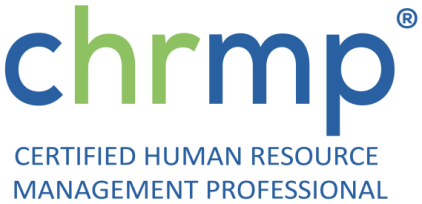 chrmp®
CERTIFIED HUMAN RESOURCE
MANAGEMENT PROFESSIONAL